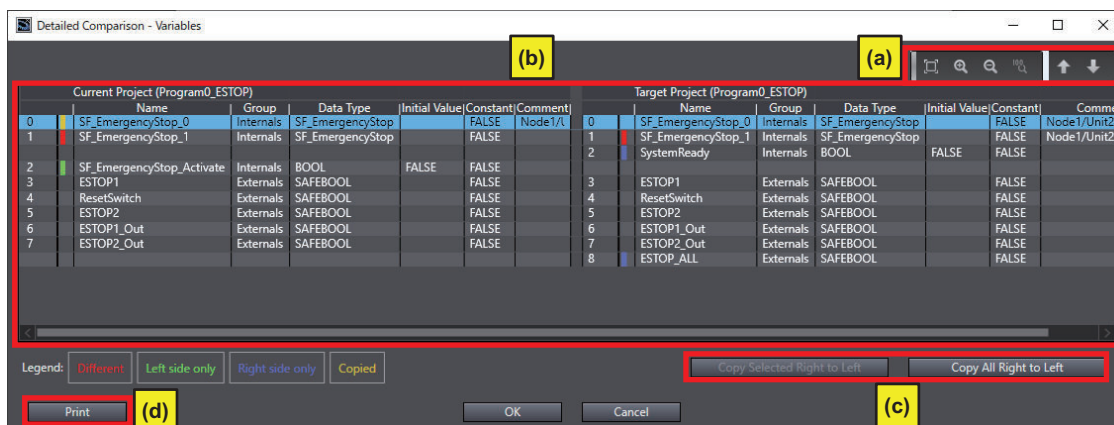 Detailed Comparison - Variables
(b) (a)
100
Current Project (Program0_ESTOP) Target Project (Program0_ESTOP)
Name | Group | Data Type |Initial Value|Constant|Comment| Name | Group | Data Type |Initial Value|Constant| Comme
0 SF_EmergencyStop_0 Internals SF_EmergencyStop FALSE Node1/U 0 SF_EmergencyStop_0 Internals SF_EmergencyStop FALSE Node1/Unit2
1 SF_EmergencyStop_1 Internals SF_EmergencyStop FALSE 1 SF_EmergencyStop_1 Internals SF_EmergencyStop FALSE Node1/Unit2
2 SystemReady Internals BOOL FALSE FALSE
2 SF_EmergencyStop_Activate Internals BOOL FALSE FALSE
3 ESTOP1 Externals SAFEBOOL FALSE 3 ESTOP1 Externals SAFEBOOL FALSE
4 ResetSwitch Externals SAFEBOOL FALSE 4 ResetSwitch Externals SAFEBOOL FALSE
5 ESTOP2 Externals SAFEBOOL FALSE 5 ESTOP2 Externals SAFEBOOL FALSE
6 ESTOP1_Out Externals SAFEBOOL FALSE 6 ESTOP1_Out Externals SAFEBOOL FALSE
7 ESTOP2_Out Externals SAFEBOOL FALSE 7 ESTOP2_Out Externals SAFEBOOL FALSE
8 ESTOP_ALL Externals SAFEBOOL FALSE
Legend: Different Left side only Right side only Copied Copy Selected Right to Left Copy All Right to Left
Print (d) OK Cancel (c)